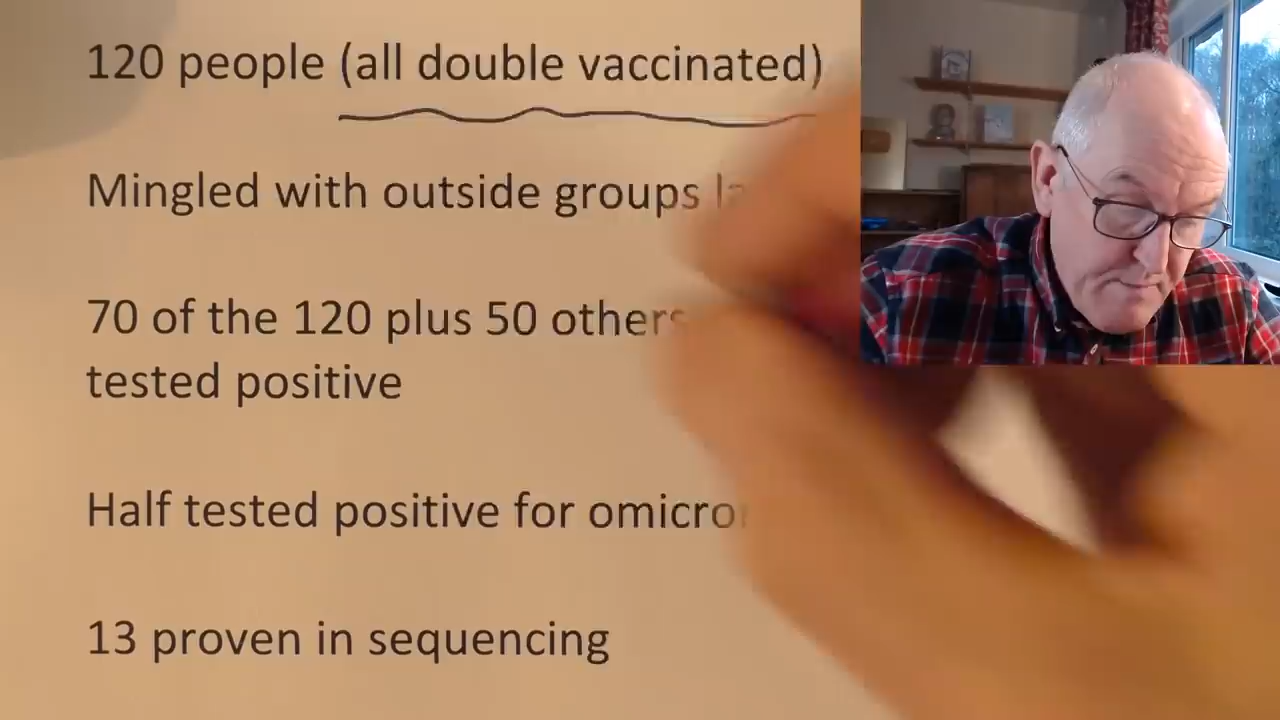 120 people (all double vaccinated)
Mingled with outside groups
70 of the 120 plus 50 others
tested positive
Half tested positive for
13 proven in sequencing